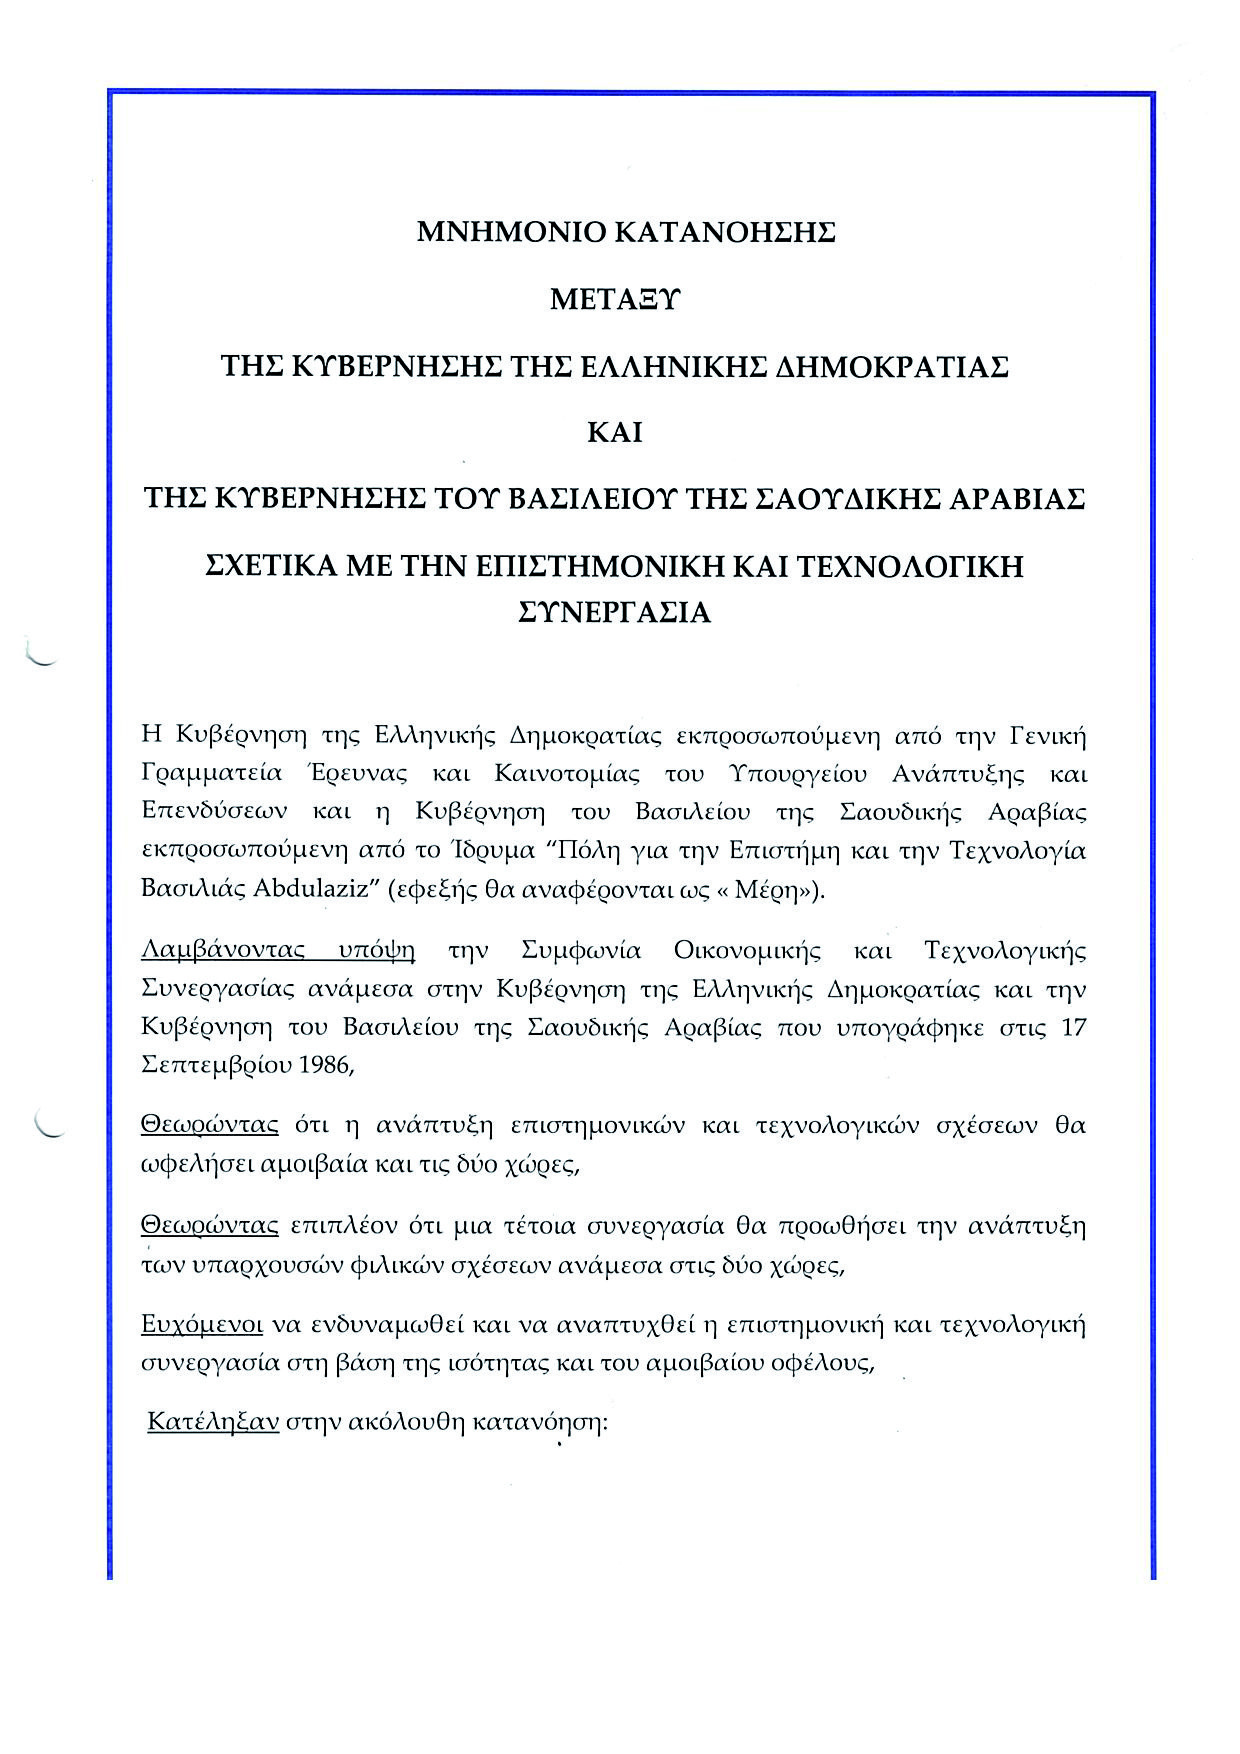 ΜΝΗΜΟΝΙΟ ΚΑΤΑΝΟΗΣΗΣ
ΜΕΤΑΞΥ
ΤΗΣ ΚΥΒΕΡΝΗΣΗΣ ΤΗΣ ΕΛΛΗΝΙΚΗΣ ΔΗΜΟΚΡΑΤΙΑΣ
ΚΑΙ
ΤΗΣ ΚΥΒΕΡΝΗΣΗΣ ΤΟΥ ΒΑΣΙΛΕΙΟΥ ΤΗΣ ΣΑΟΥΔΙΚΗΣ ΑΡΑΒΙΑΣ
ΣΧΕΤΙΚΑ ΜΕ ΤΗΝ ΕΠΙΣΤΗΜΟΝΙΚΗ ΚΑΙ ΤΕΧΝΟΛΟΓΙΚΗ
ΣΥΝΕΡΓΑΣΙΑ
Η Κυβέρνηση της Ελληνικής Δημοκρατίας εκπροσωπούμενη από την Γενική
Γραμματεία Έρευνας και Καινοτομίας του Υπουργείου Ανάπτυξης και
Επενδύσεων και η Κυβέρνηση του Βασιλείου της Σαουδικής Αραβίας
εκπροσωπούμενη από το Ίδρυμα “Πόλη για την Επιστήμη και την Τεχνολογία
Βασιλιάς Abdulaziz” (εφεξής θα αναφέρονται ως « Μέρη»).
Λαμβάνοντας υπόψη την Συμφωνία Οικονομικής και Τεχνολογικής
Συνεργασίας ανάμεσα στην Κυβέρνηση της Ελληνικής Δημοκρατίας και την
Κυβέρνηση του Βασιλείου της Σαουδικής Αραβίας που υπογράφηκε στις 17
Σεπτεμβρίου 1986,
Θεωρώντας ότι η ανάπτυξη επιστημονικών και τεχνολογικών σχέσεων θα
ωφελήσει αμοιβαία και τις δύο χώρες,
Θεωρώντας επιπλέον ότι μια τέτοια συνεργασία θα προωθήσει την ανάπτυξη
των υπαρχουσών φιλικών σχέσεων ανάμεσα στις δύο χώρες,
Ευχόμενοι να ενδυναμωθεί και να αναπτυχθεί η επιστημονική και τεχνολογική
συνεργασία στη βάση της ισότητας και του αμοιβαίου οφέλους,
Κατέληξαν στην ακόλουθη κατανόηση: